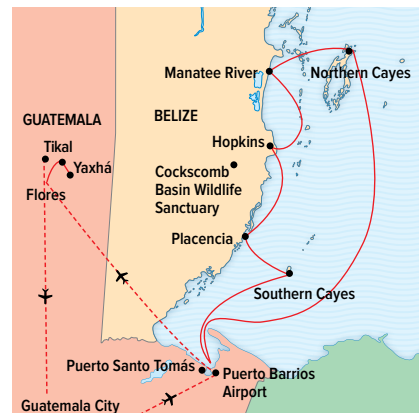 Manatee River
Northern Cayes
GUATEMALA
BELIZE
Tikal
Hopkins
Yaxhá
Cockscomb
Basin Wildlife
Sanctuary
Flores
Placencia
Southern Cayes
Puerto Santo Tomás
Puerto Barrios
Airport
Guatemala City